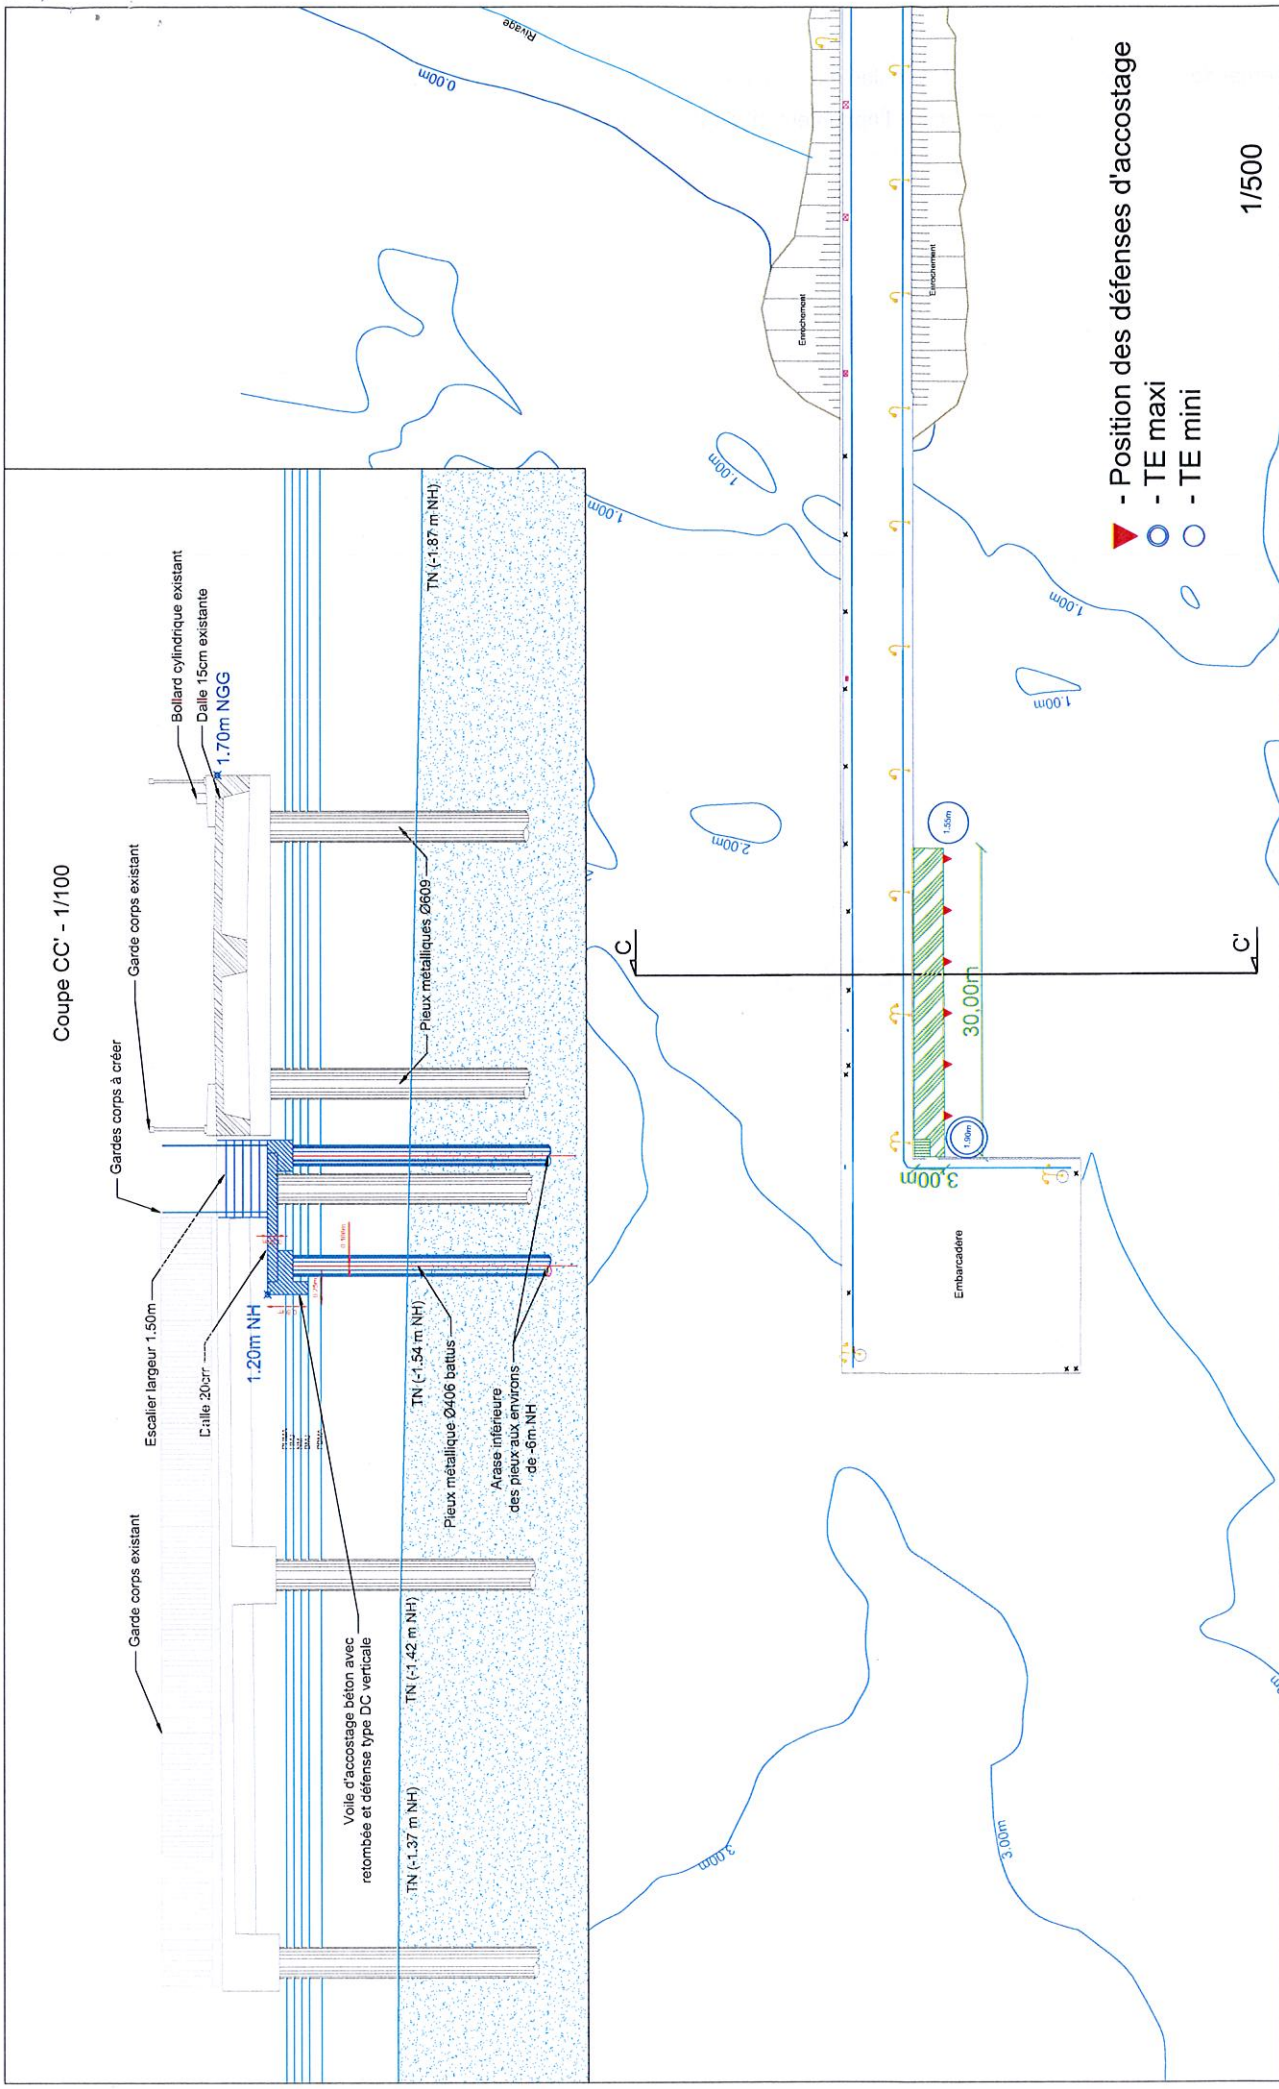 Coupe CC' - 1/100
Garde corps existant
Gardes corps à créer
Garde corps existant
Bollard cylindrique existant
Dalle 15cm existante
1.70m NGG
Escalier largeur 1.50m
1.20m NH
Voile d'accostage béton avec
retombée et défense type DC verticale
TN (-1.37 m NH)
TN (-1.42 m NH)
TN (-1.54 m NH)
TN (-1.87 m NH)
Pieux métallique Ø406 battus
Pieux métalliques Ø609
Arase inférieure
des pieux aux environs
de -6m NH
Rivage
0.00m
1.00m
1.00m
1.00m
1.00m
2.00m
3.00m
3.00m
Enrochement
Enrochement
C
C'
1.55m
1.90m
30,00m
3,00m
Embarcadère
- Position des défenses d'accostage
- TE maxi
- TE mini
1/500